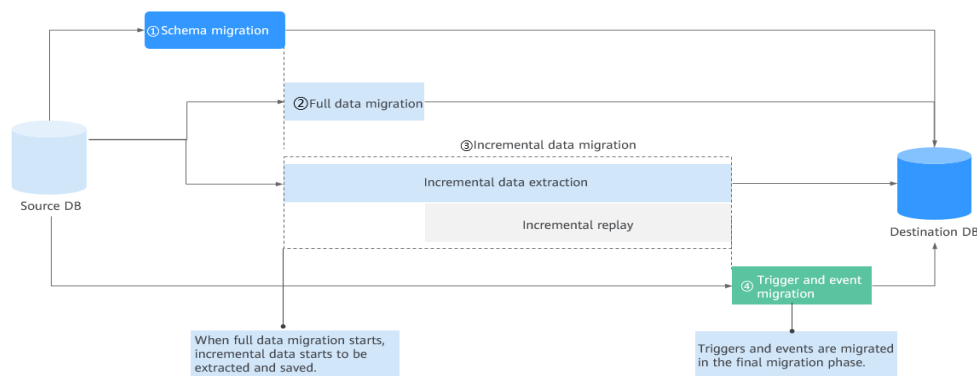 ①Schema migration
②Full data migration
③Incremental data migration
Incremental data extraction
Source DB
Incremental replay
Destination DB
④ Trigger and event
migration
When full data migration starts,
incremental data starts to be
extracted and saved.
Triggers and events are migrated
in the final migration phase.